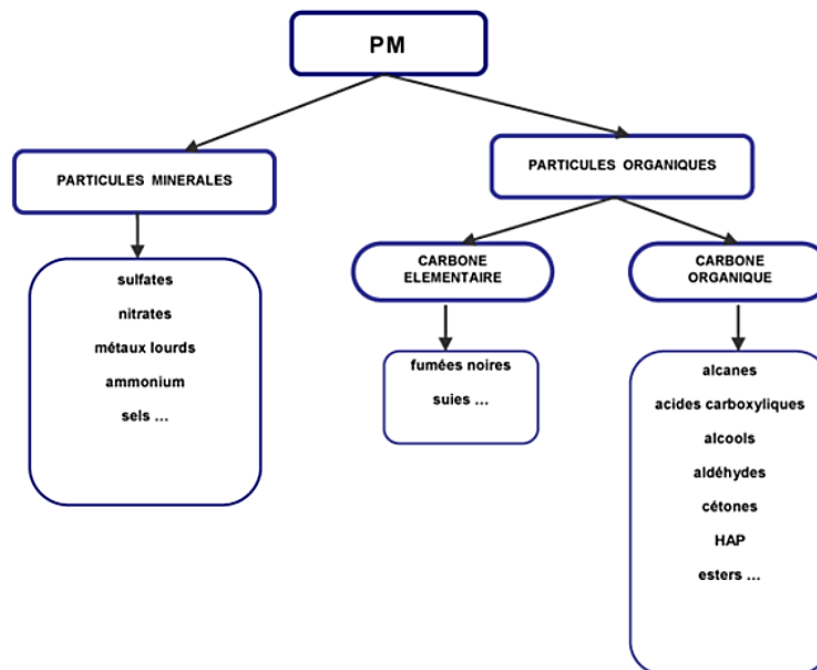 PM
PARTICULES MINERALES
PARTICULES ORGANIQUES
sulfates
nitrates
métaux lourds
ammonium
sels ...
CARBONE
ELEMENTAIRE
fumées noires
suies ...
CARBONE
ORGANIQUE
alcanes
acides carboxyliques
alcools
aldéhydes
cétones
HAP
esters ...